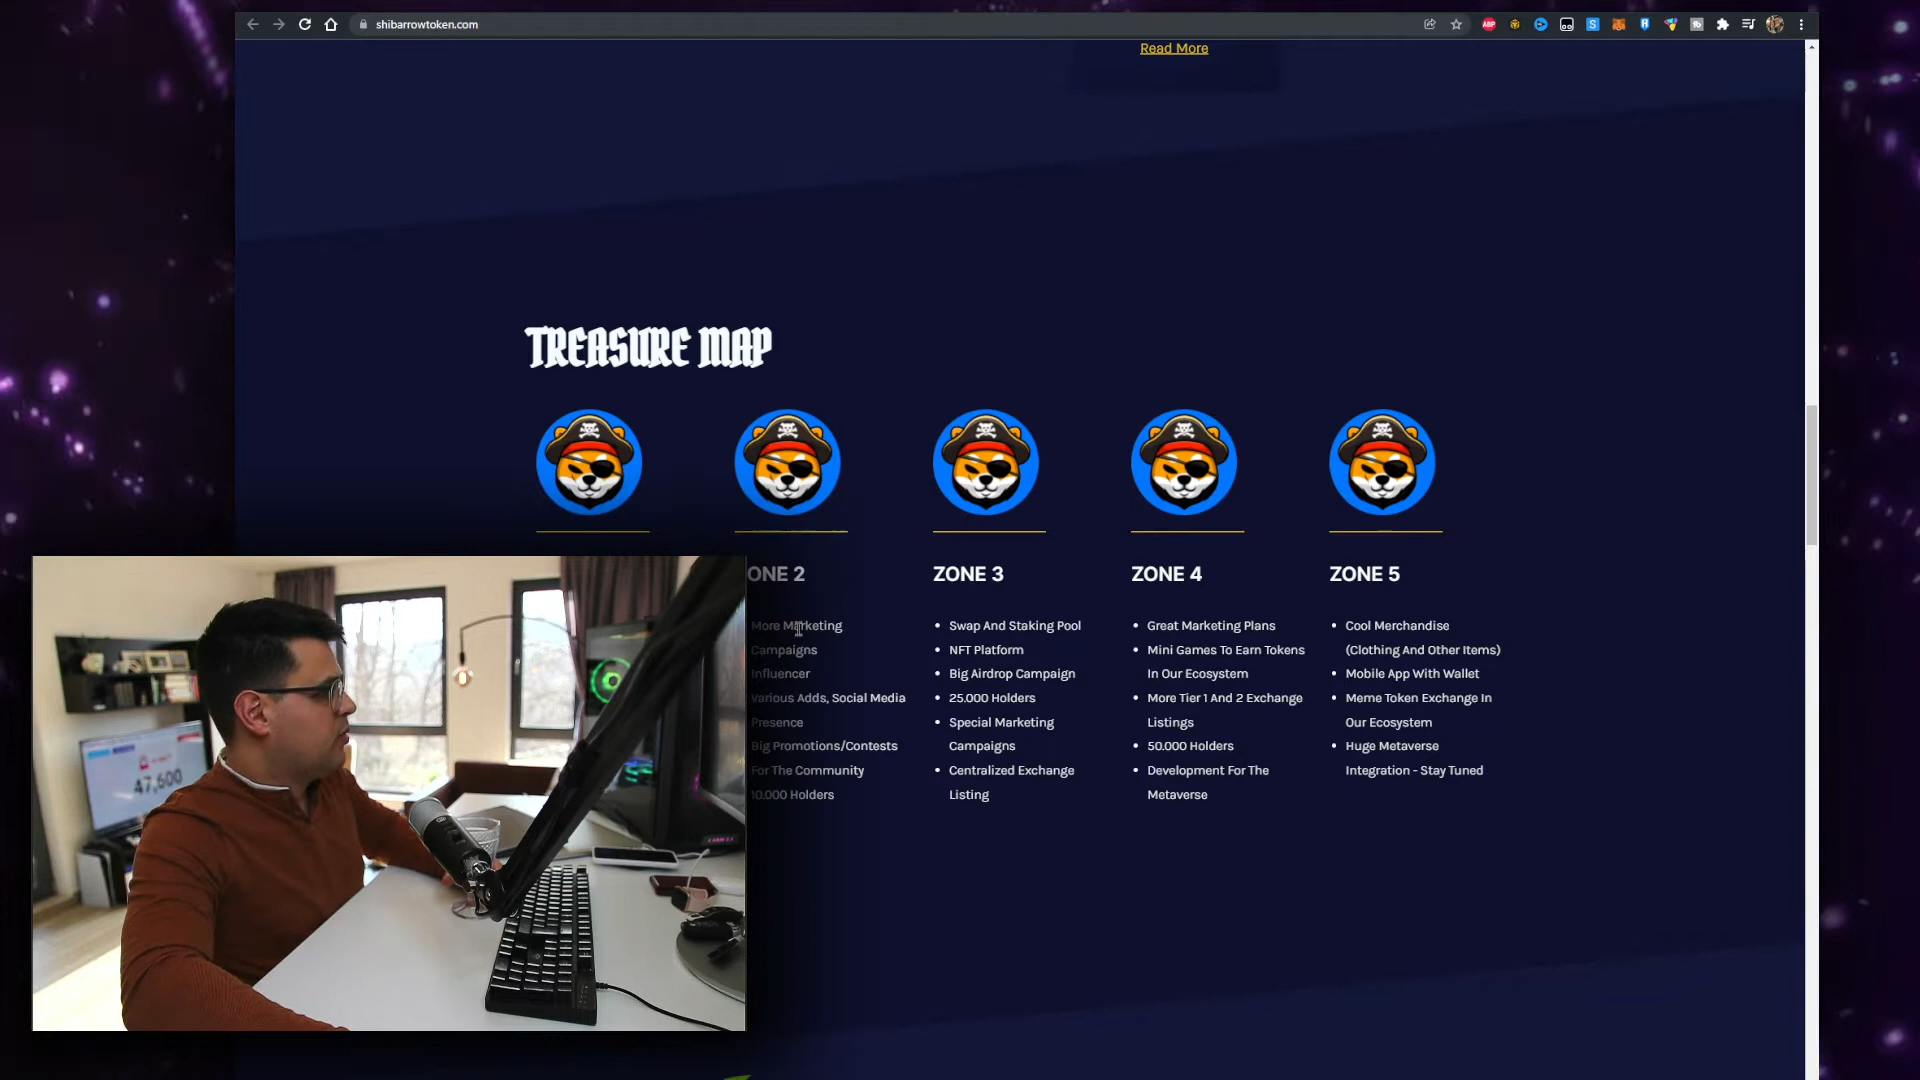 shibarrowtoken.com
Read More
TREASURE MAP
ONE 2
More Marketing
Campaigns
Influencer
Various Adds, Social Media
Presence
Big Promotions/Contests
For The Community
10.000 Holders
ZONE 3
Swap And Staking Pool
NFT Platform
Big Airdrop Campaign
25.000 Holders
Special Marketing
Campaigns
Centralized Exchange
Listing
ZONE 4
Great Marketing Plans
Mini Games To Earn Tokens
In Our Ecosystem
More Tier 1 And 2 Exchange
Listings
50.000 Holders
Development For The
Metaverse
ZONE 5
Cool Merchandise
(Clothing And Other Items)
Mobile App With Wallet
Meme Token Exchange In
Our Ecosystem
Huge Metaverse
Integration - Stay Tuned
47,600
ABP